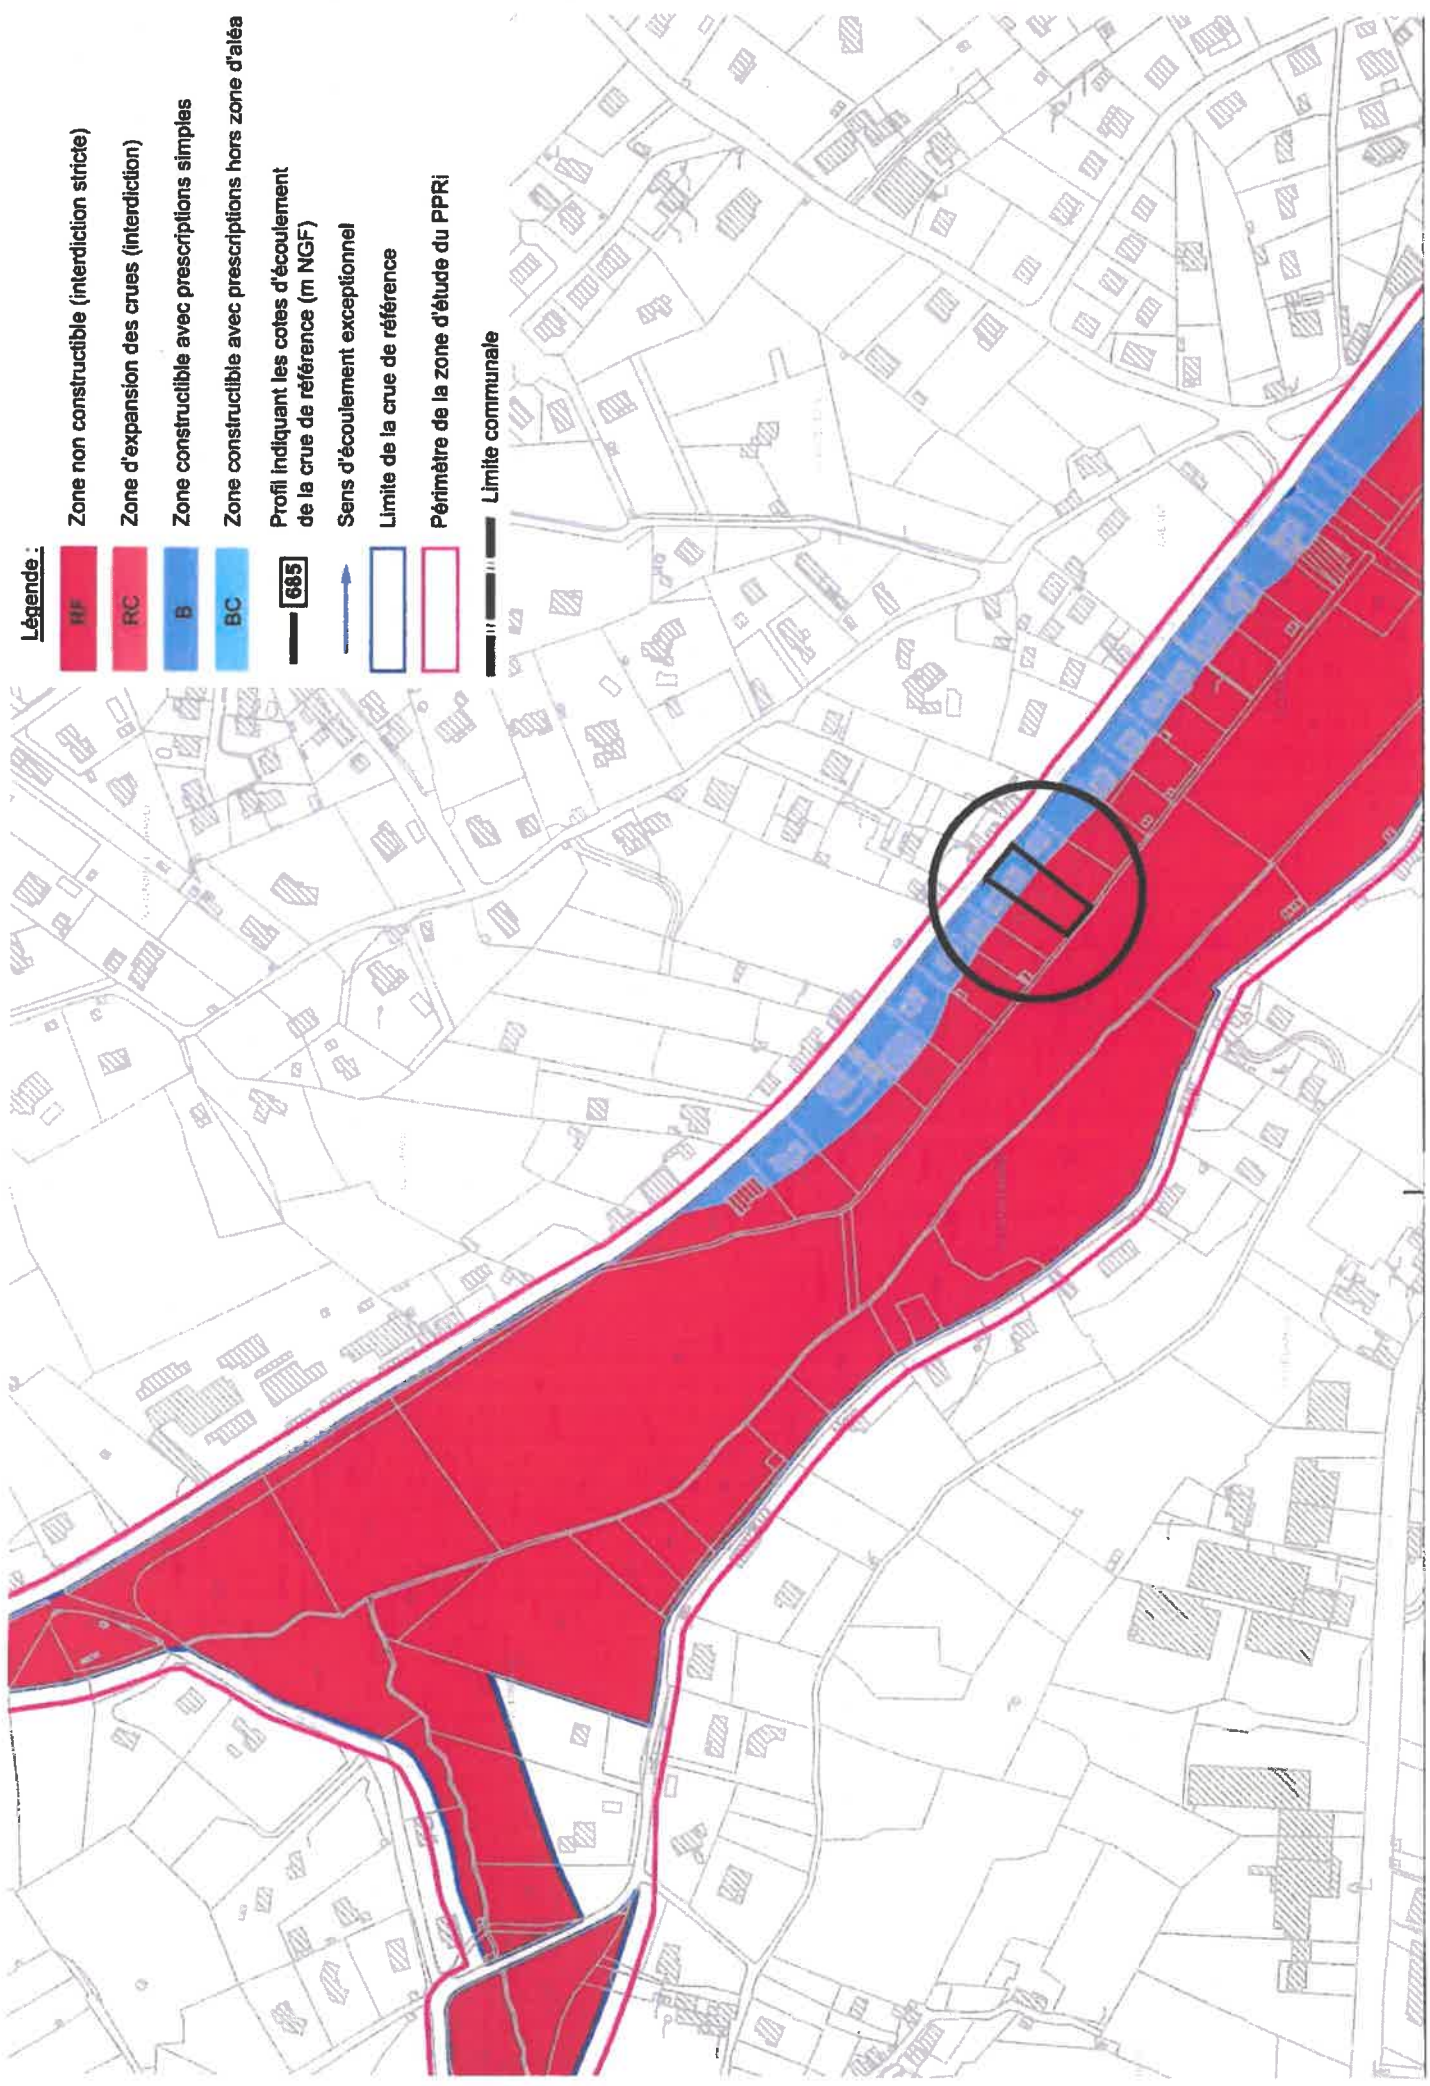 Légende :
RF
Zone non constructible (interdiction stricte)
RC
Zone d'expansion des crues (interdiction)
B
Zone constructible avec prescriptions simples
BC
Zone constructible avec prescriptions hors zone d'aléa
685
Profil indiquant les cotes d'écoulement
de la crue de référence (m NGF)
Sens d'écoulement exceptionnel
Limite de la crue de référence
Périmètre de la zone d'étude du PPRi
Limite communale